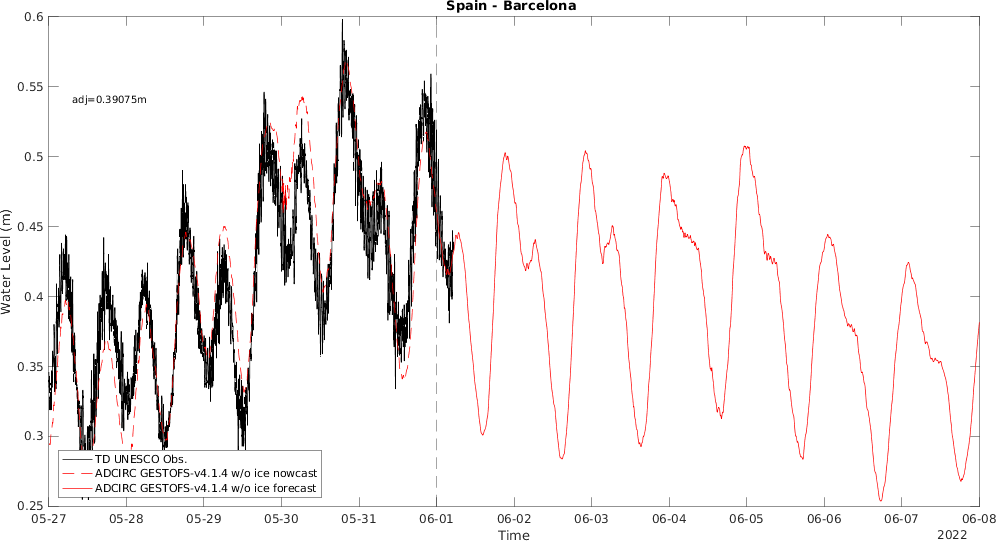 Spain - Barcelona
0.6
0.55
adj=0.39075m
0.5
0.45
Water Level (m)
0.4
0.35
0.3
0.25
TD UNESCO Obs.
ADCIRC GESTOFS-v4.1.4 w/o ice nowcast
ADCIRC GESTOFS-v4.1.4 w/o ice forecast
05-27 05-28 05-29 05-30 05-31 06-01 06-02 06-03 06-04 06-05 06-06 06-07 06-08
Time
2022